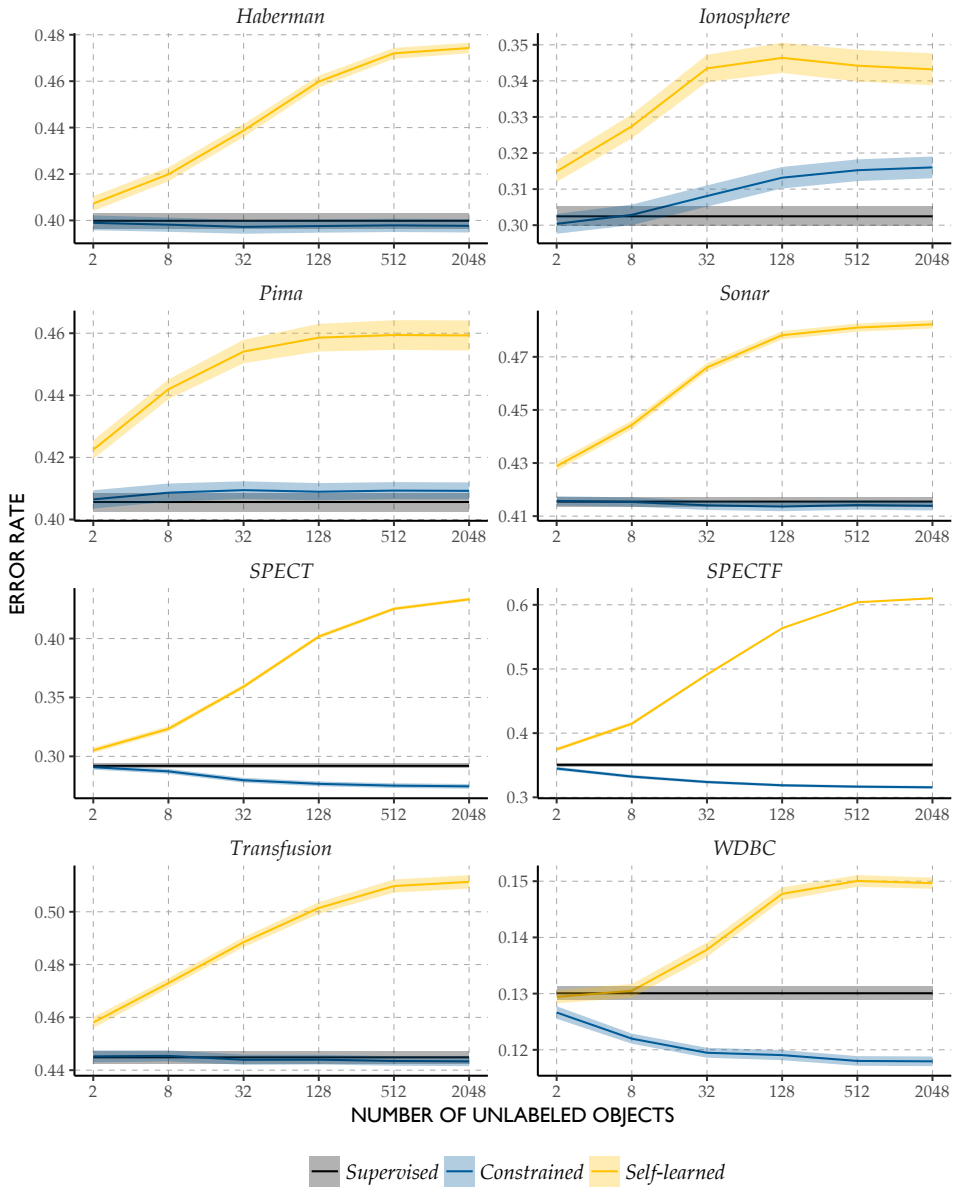 Haberman
Ionosphere
0.48
0.46
0.44
0.42
0.40
2 8 32 128 512 2048
0.35
0.34
0.33
0.32
0.31
0.30
2 8 32 128 512 2048
Pima
Sonar
0.46
0.44
0.42
0.40
2 8 32 128 512 2048
0.47
0.45
0.43
0.41
2 8 32 128 512 2048
ERROR RATE
SPECT
SPECTF
0.40
0.35
0.30
2 8 32 128 512 2048
0.6
0.5
0.4
0.3
2 8 32 128 512 2048
Transfusion
WDBC
0.50
0.48
0.46
0.44
2 8 32 128 512 2048
0.15
0.14
0.13
0.12
2 8 32 128 512 2048
NUMBER OF UNLABELED OBJECTS
Supervised Constrained Self-learned